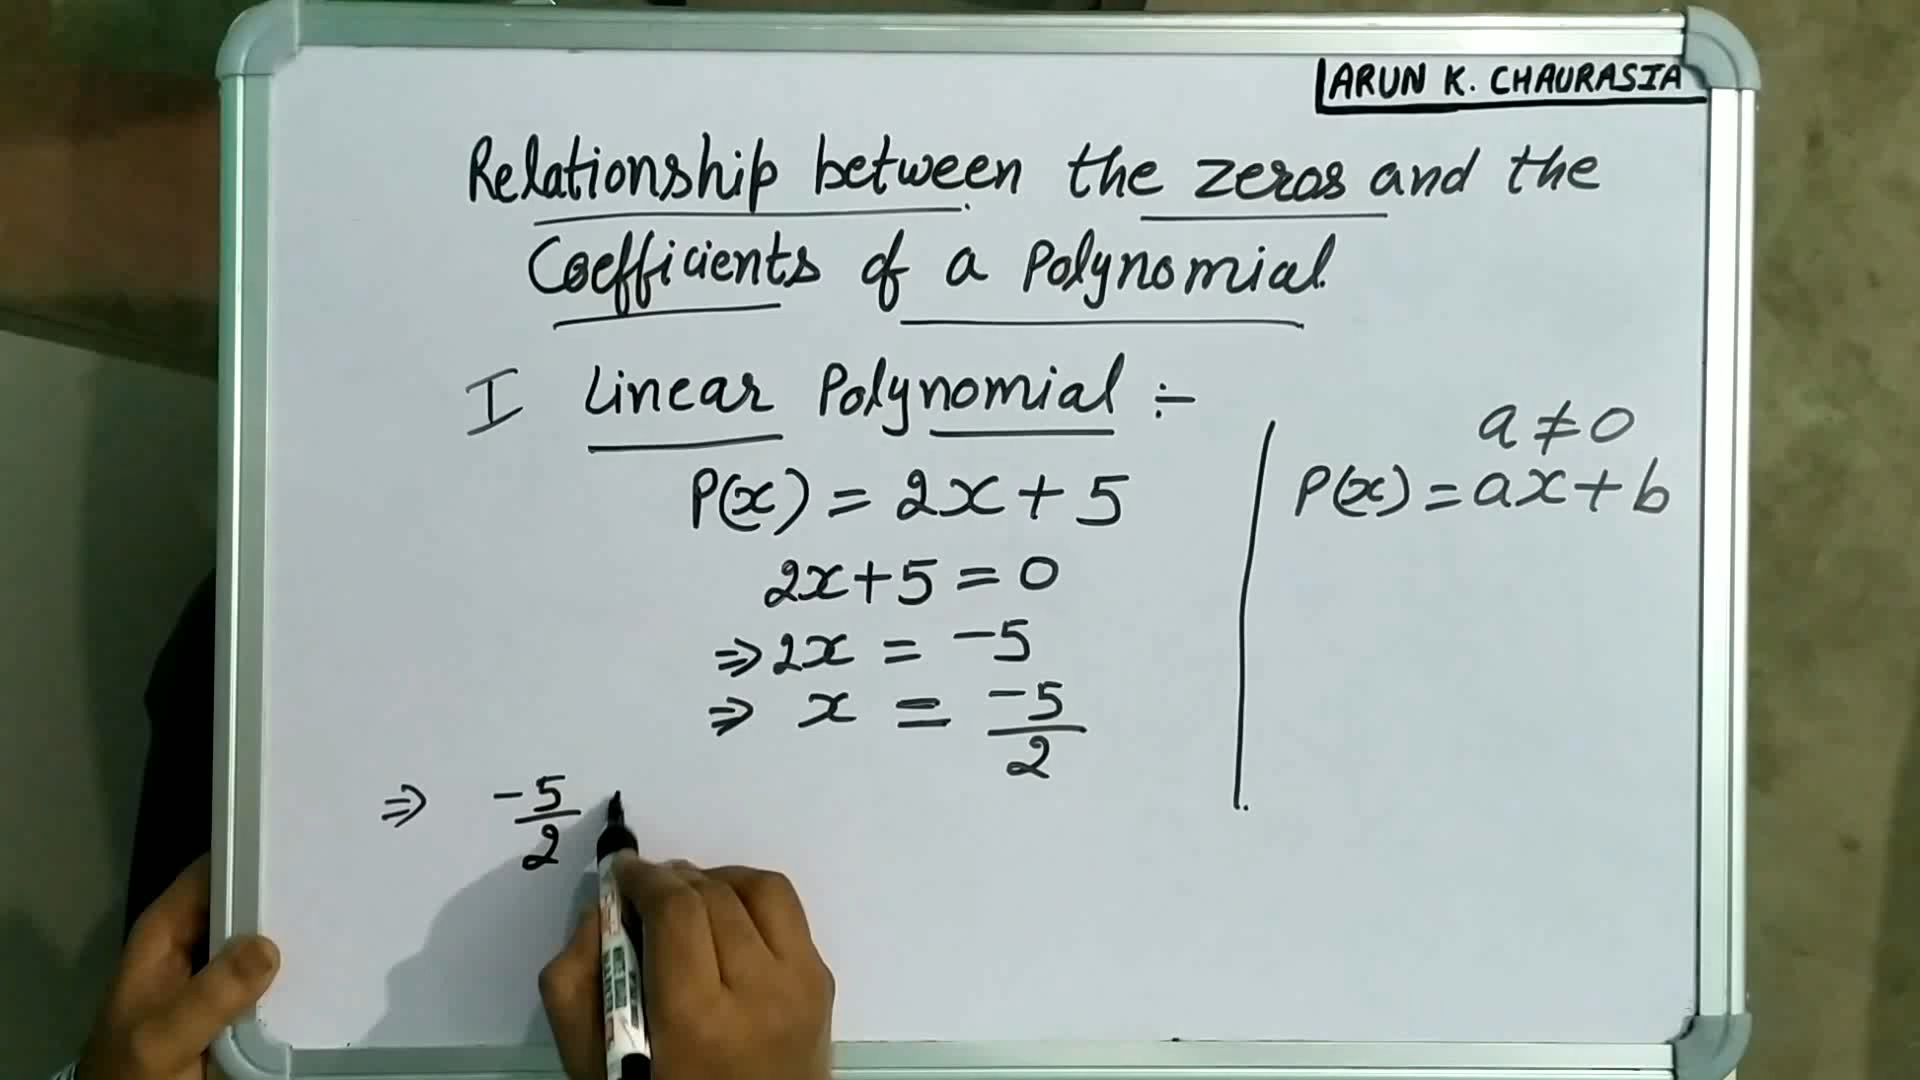 ARUN K. CHAURASIA
Relationship between the zeros and the
Coefficients of a Polynomial.
I Linear Polynomial :-
P(x) = 2x + 5
2x+5 = 0
⇒ 2x = -5
⇒ x = -5/2
⇒ -5/2
a ≠ 0
P(x) = ax + b